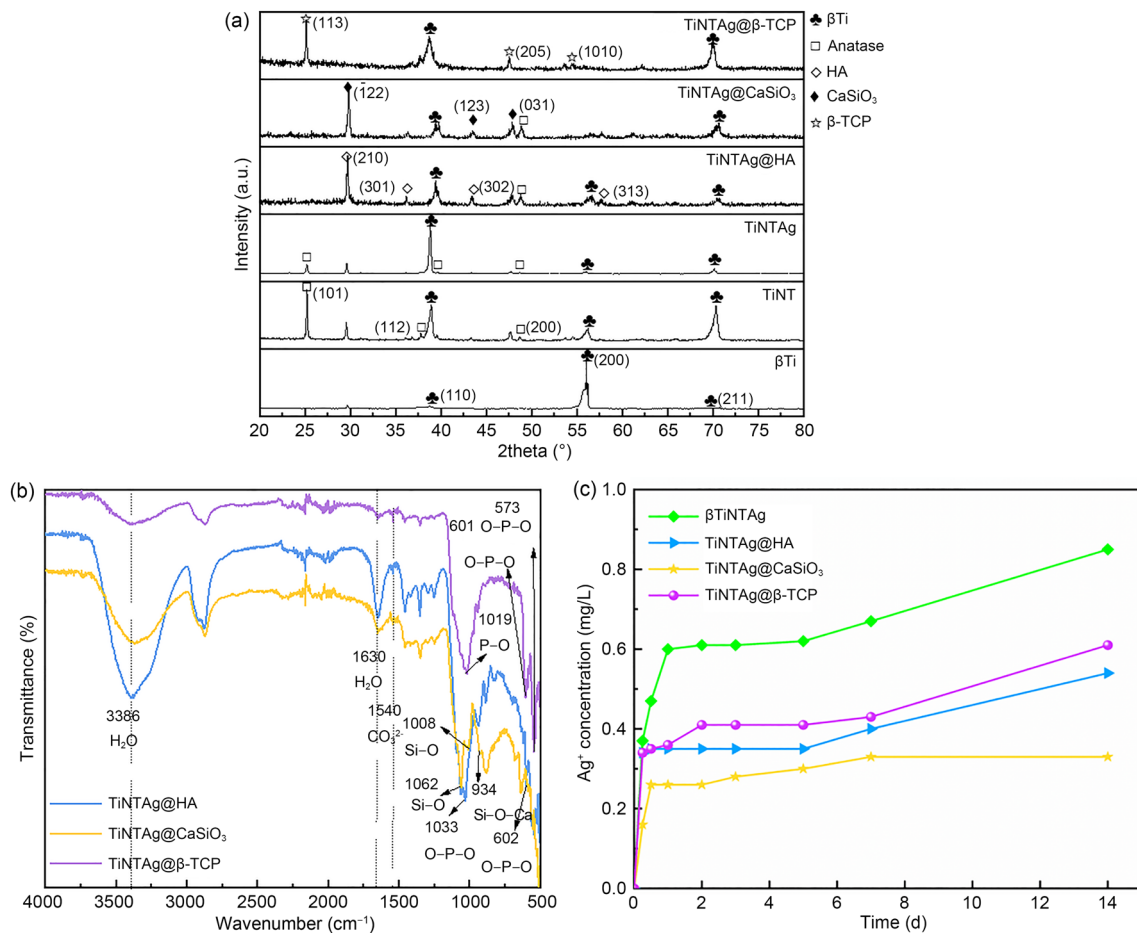 (a)
Intensity (a.u.)
TiNTAg@β-TCP
(113)
(205)
(1010)
TiNTAg@CaSiO₃
(1̄22)
(123)
(031)
TiNTAg@HA
(210)
(301)
(302)
(313)
TiNTAg
TiNT
(101)
(112)
(200)
βTi
(110)
(200)
(211)
20 25 30 35 40 45 50 55 60 65 70 75 80
2theta (°)
βTi
Anatase
HA
CaSiO₃
β-TCP
(b)
Transmittance (%)
573
O–P–O
601
O–P–O
1019
P–O
1630
H₂O
3386
H₂O
1540
CO₃²⁻
1008
Si–O
1062
Si–O
934
Si–O–Ca
1033
O–P–O
602
O–P–O
TiNTAg@HA
TiNTAg@CaSiO₃
TiNTAg@β-TCP
4000 3500 3000 2500 2000 1500 1000 500
Wavenumber (cm⁻¹)
(c)
Ag⁺ concentration (mg/L)
1.0
0.8
0.6
0.4
0.2
0.0
βTiNTAg
TiNTAg@HA
TiNTAg@CaSiO₃
TiNTAg@β-TCP
0 2 4 6 8 10 12 14
Time (d)